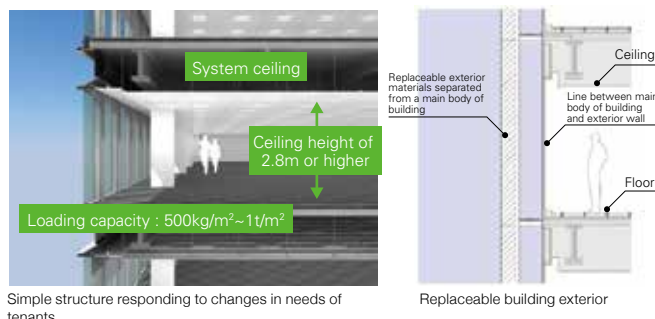 System ceiling
Ceiling height of
2.8m or higher
Loading capacity : 500kg/m²~1t/m²
Simple structure responding to changes in needs of
tenants
Replaceable exterior
materials separated
from a main body of
building
Ceiling
Line between main
body of building
and exterior wall
Floor
Replaceable building exterior